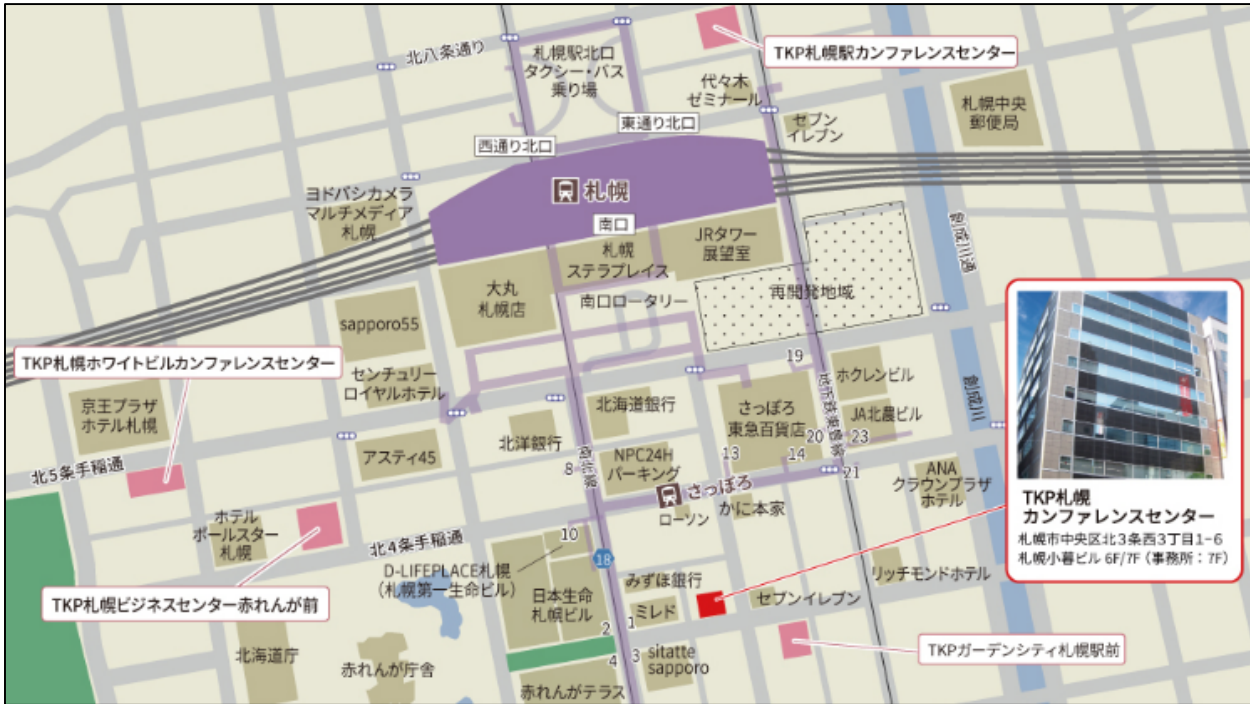 北八条通り
札幌駅北口
タクシー・バス
乗り場
TKP札幌駅カンファレンスセンター
代々木
ゼミナール
セブン
イレブン
札幌中央
郵便局
東通り北口
西通り北口
札幌
ヨドバシカメラ
マルチメディア
札幌
南口
札幌
ステラプレイス
JRタワー
展望室
創成川通
大丸
札幌店
南口ロータリー
再開発地域
sapporo55
TKP札幌ホワイトビルカンファレンスセンター
センチュリー
ロイヤルホテル
19
地下鉄東豊線
ホクレンビル
創成川
京王プラザ
ホテル札幌
北海道銀行
さっぽろ
東急百貨店
JA北農ビル
北洋銀行
20
23
北5条手稲通
アスティ45
8
南北線
NPC24H
パーキング
13
14
21
ANA
クラウンプラザ
ホテル
さっぽろ
ローソン
かに本家
TKP札幌
カンファレンスセンター
札幌市中央区北3条西3丁目1-6
札幌小暮ビル 6F/7F（事務所：7F）
ホテル
ポールスター
札幌
北4条手稲通
10
18
D-LIFEPLACE札幌
（札幌第一生命ビル）
みずほ銀行
リッチモンドホテル
TKP札幌ビジネスセンター赤れんが前
日本生命
札幌ビル
ミレド
セブンイレブン
2
1
4
3
sitatte
sapporo
TKPガーデンシティ札幌駅前
北海道庁
赤れんが庁舎
赤れんがテラス